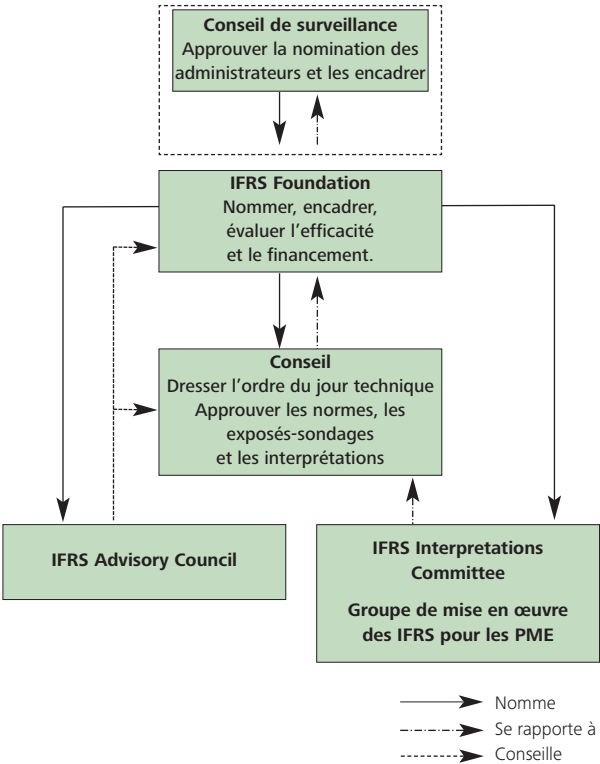 Conseil de surveillance
Approuver la nomination des
administrateurs et les encadrer
IFRS Foundation
Nommer, encadrer,
évaluer l'efficacité
et le financement.
Conseil
Dresser l'ordre du jour technique
Approuver les normes, les
exposés-sondages
et les interprétations
IFRS Advisory Council
IFRS Interpretations
Committee
Groupe de mise en œuvre
des IFRS pour les PME
Nomme
Se rapporte à
Conseille